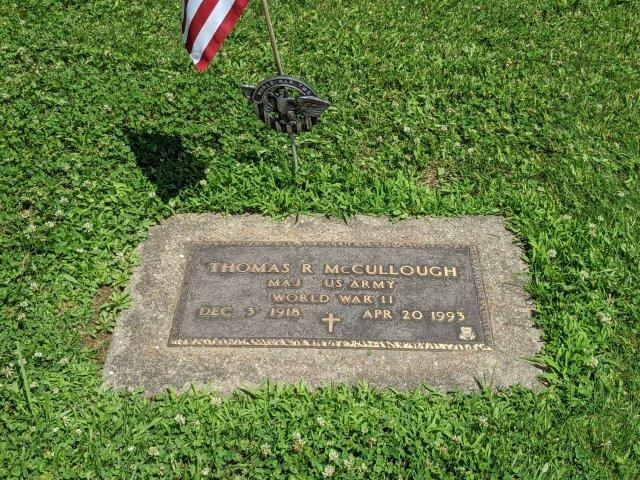 THOMAS R McCULLOUGH
MAJ US ARMY
WORLD WAR II
DEC 3 1918 APR 20 1993